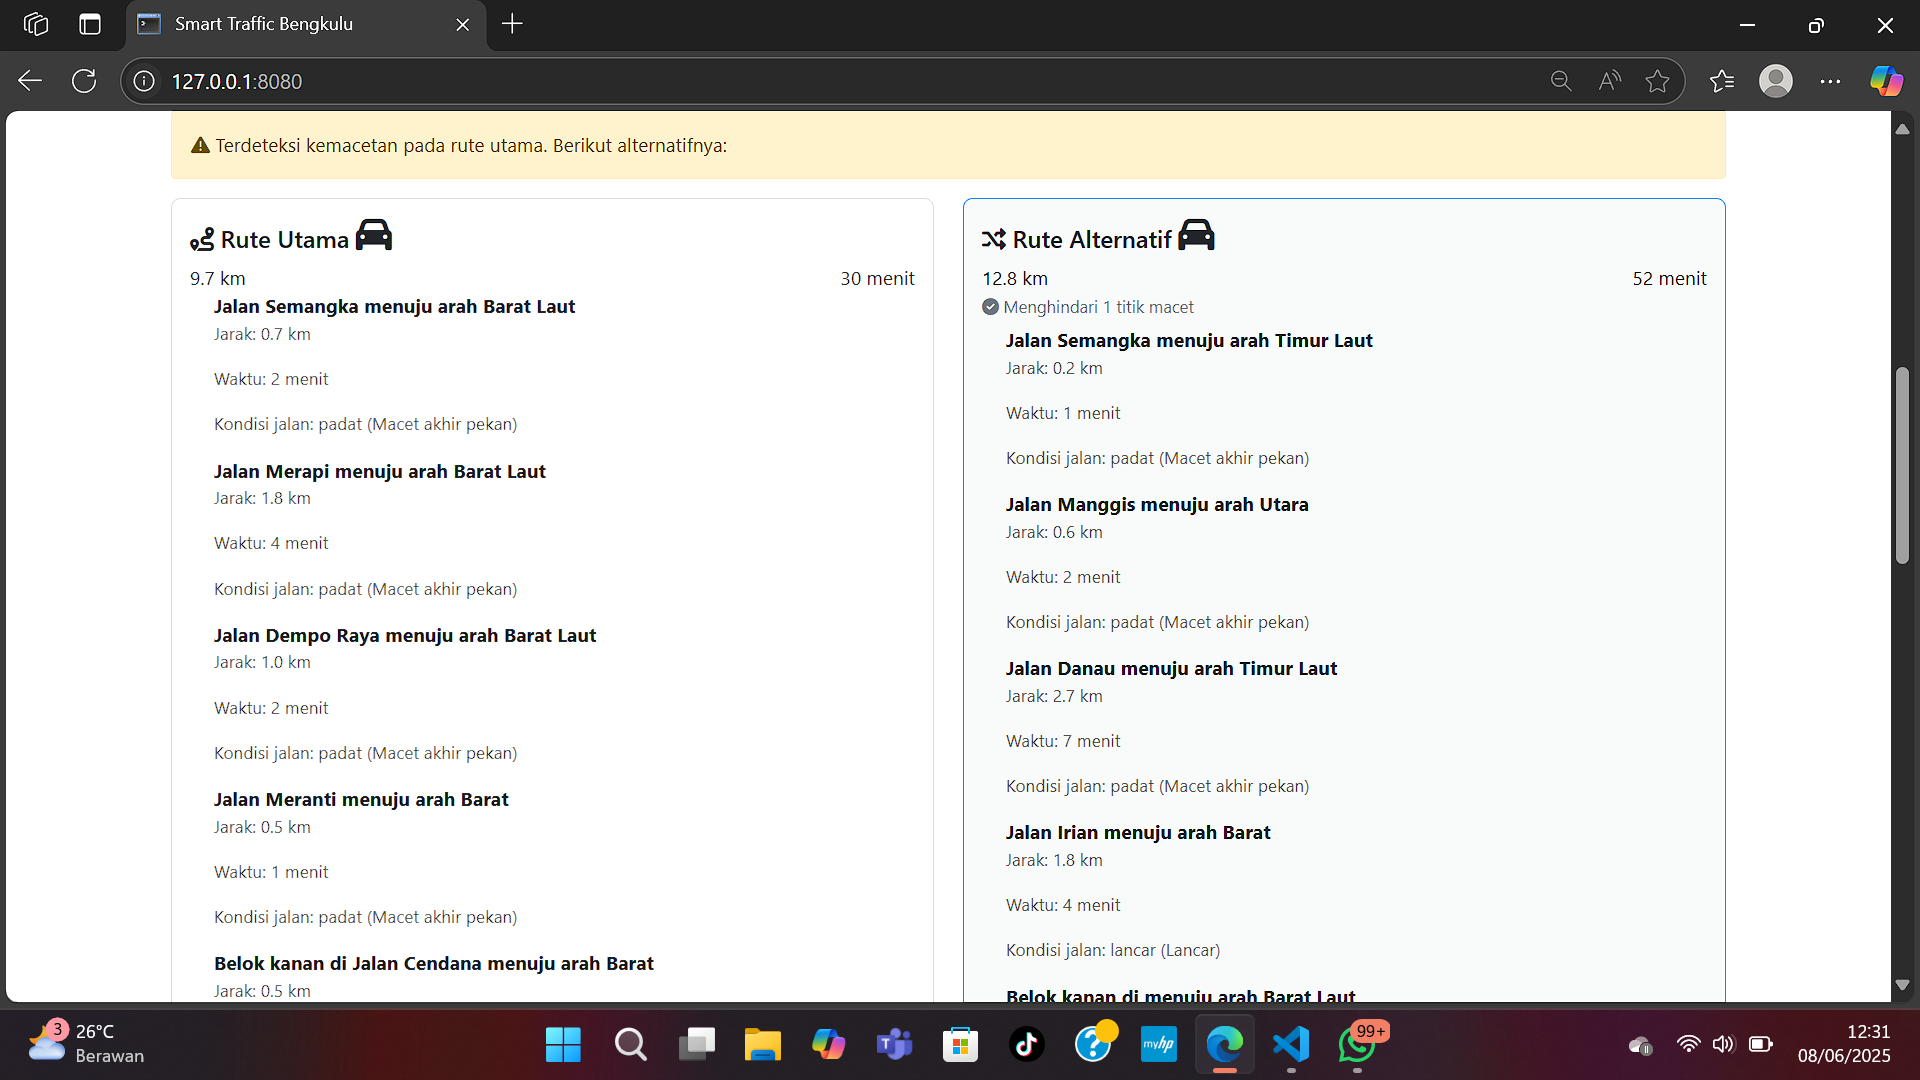 Smart Traffic Bengkulu
127.0.0.1:8080
Terdeteksi kemacetan pada rute utama. Berikut alternatifnya:
Rute Utama
9.7 km 30 menit
Jalan Semangka menuju arah Barat Laut
Jarak: 0.7 km
Waktu: 2 menit
Kondisi jalan: padat (Macet akhir pekan)
Jalan Merapi menuju arah Barat Laut
Jarak: 1.8 km
Waktu: 4 menit
Kondisi jalan: padat (Macet akhir pekan)
Jalan Dempo Raya menuju arah Barat Laut
Jarak: 1.0 km
Waktu: 2 menit
Kondisi jalan: padat (Macet akhir pekan)
Jalan Meranti menuju arah Barat
Jarak: 0.5 km
Waktu: 1 menit
Kondisi jalan: padat (Macet akhir pekan)
Belok kanan di Jalan Cendana menuju arah Barat
Jarak: 0.5 km
Rute Alternatif
12.8 km 52 menit
Menghindari 1 titik macet
Jalan Semangka menuju arah Timur Laut
Jarak: 0.2 km
Waktu: 1 menit
Kondisi jalan: padat (Macet akhir pekan)
Jalan Manggis menuju arah Utara
Jarak: 0.6 km
Waktu: 2 menit
Kondisi jalan: padat (Macet akhir pekan)
Jalan Danau menuju arah Timur Laut
Jarak: 2.7 km
Waktu: 7 menit
Kondisi jalan: padat (Macet akhir pekan)
Jalan Irian menuju arah Barat
Jarak: 1.8 km
Waktu: 4 menit
Kondisi jalan: lancar (Lancar)
Belok kanan di menuju arah Barat Laut
3
26°C
Berawan
T
?
myhp
99+
12:31
08/06/2025